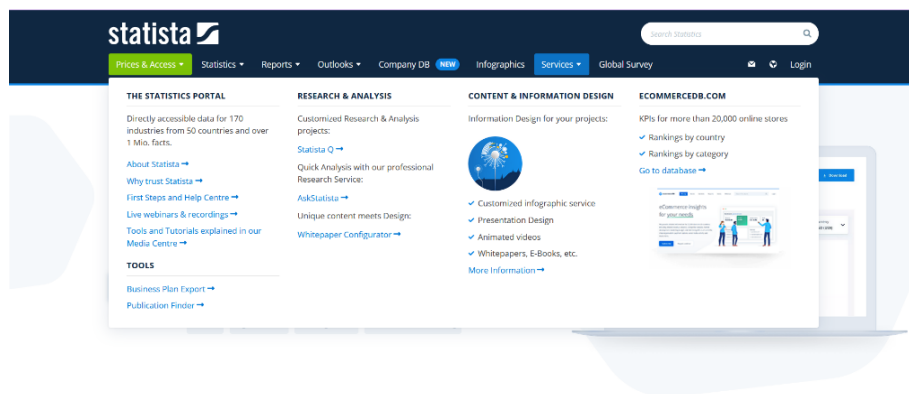 statista
Search Statistics
Prices & Access
Statistics
Reports
Outlooks
Company DB NEW
Infographics
Services
Global Survey
Login
THE STATISTICS PORTAL
Directly accessible data for 170
industries from 50 countries and over
1 Mio. facts.
About Statista →
Why trust Statista →
First Steps and Help Centre →
Live webinars & recordings →
Tools and Tutorials explained in our
Media Centre →
TOOLS
Business Plan Export →
Publication Finder →
RESEARCH & ANALYSIS
Customized Research & Analysis
projects:
Statista Q →
Quick Analysis with our professional
Research Service:
AskStatista →
Unique content meets Design:
Whitepaper Configurator →
CONTENT & INFORMATION DESIGN
Information Design for your projects:
Customized infographic service
Presentation Design
Animated videos
Whitepapers, E-Books, etc.
More Information →
ECOMMERCEDB.COM
KPIs for more than 20,000 online stores
Rankings by country
Rankings by category
Go to database →
eCommerce insights
for your needs
Download